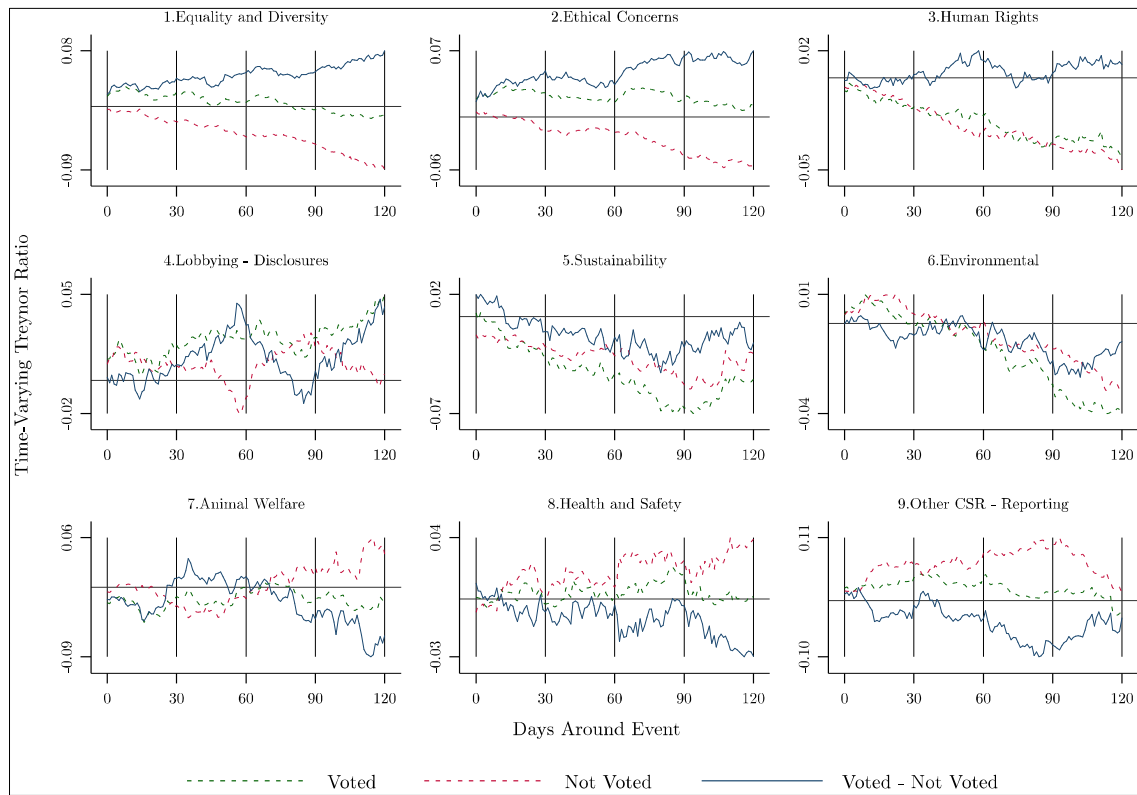 1.Equality and Diversity
0.08
-0.09
0 30 60 90 120
2.Ethical Concerns
0.07
-0.06
0 30 60 90 120
3.Human Rights
0.02
-0.05
0 30 60 90 120
4.Lobbying - Disclosures
0.05
-0.02
0 30 60 90 120
5.Sustainability
0.02
-0.07
0 30 60 90 120
6.Environmental
0.01
-0.04
0 30 60 90 120
7.Animal Welfare
0.06
-0.09
0 30 60 90 120
8.Health and Safety
0.04
-0.03
0 30 60 90 120
9.Other CSR - Reporting
0.11
-0.10
0 30 60 90 120
Time-Varying Treynor Ratio
Days Around Event
Voted Not Voted Voted - Not Voted